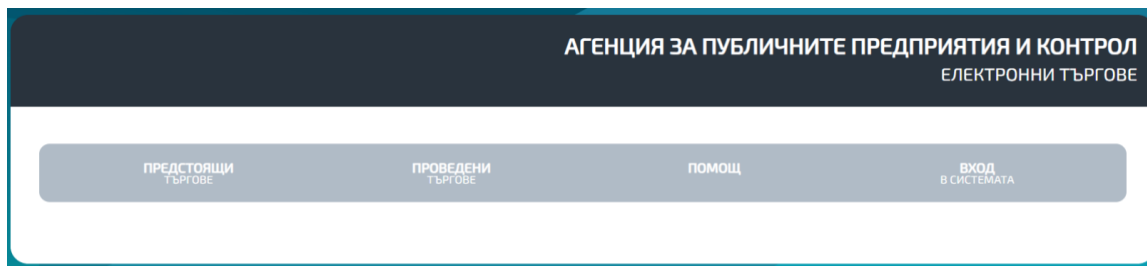 АГЕНЦИЯ ЗА ПУБЛИЧНИТЕ ПРЕДПРИЯТИЯ И КОНТРОЛ
ЕЛЕКТРОННИ ТЪРГОВЕ
ПРЕДСТОЯЩИ
ТЪРГОВЕ
ПРОВЕДЕНИ
ТЪРГОВЕ
ПОМОЩ
ВХОД
В СИСТЕМАТА